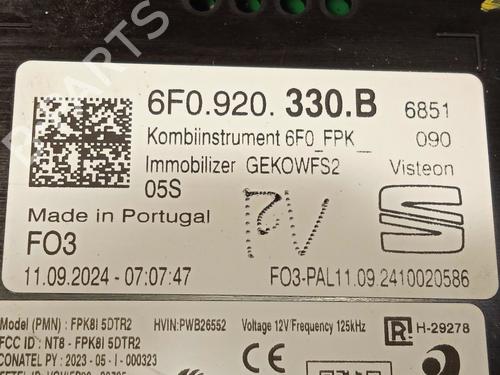 6F0.920. 330.B 6851
Kombiinstrument 6F0_FPK_ 090
Immobilizer GEKOWFS2 Visteon
05S
Made in Portugal
FO3
11.09.2024 - 07:07:47 FO3-PAL11.09.2410020586
Model (PMN) : FPK8I 5DTR2 HVIN:PWB26552 Voltage 12V/Frequency 125kHz R H-29278
FCC ID : NT8 - FPK8I 5DTR2
CONATEL PY : 2023 - 05 - I - 000323